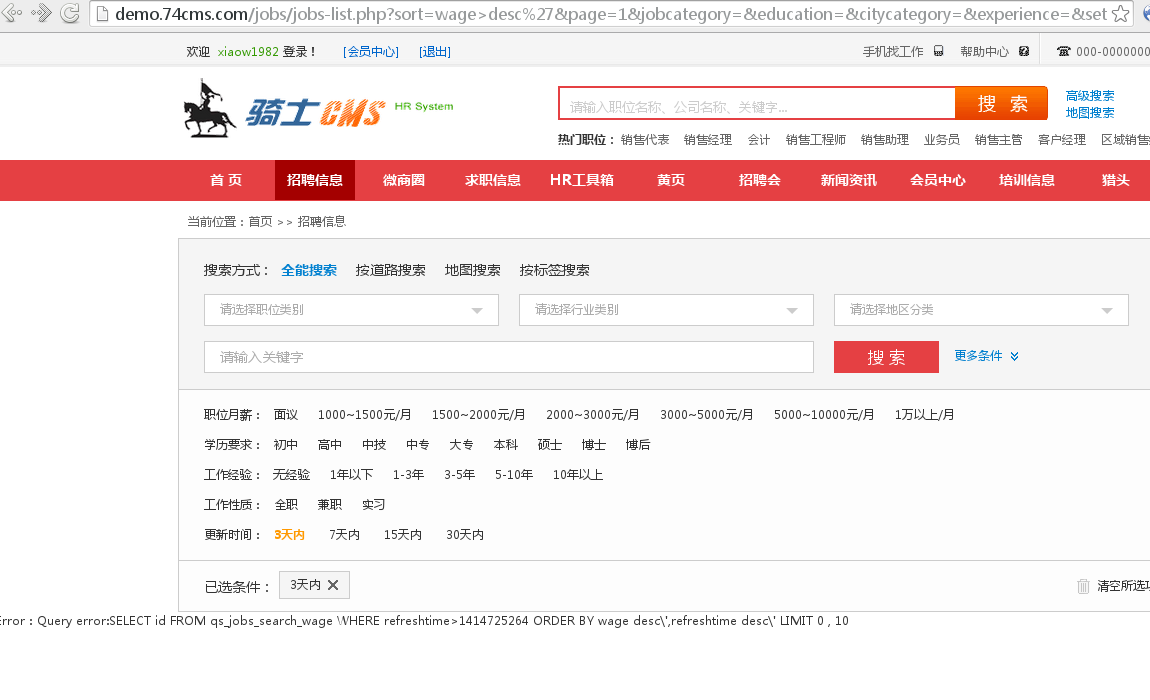 demo.74cms.com/jobs/jobs-list.php?sort=wage>desc%27&page=1&jobcategory=&education=&citycategory=&experience=&set
欢迎 xiaow1982 登录！ [会员中心] [退出] 手机找工作 帮助中心 000-0000000
骑士CMS HR System
请输入职位名称、公司名称、关键字... 搜 索 高级搜索
地图搜索
热门职位： 销售代表 销售经理 会计 销售工程师 销售助理 业务员 销售主管 客户经理 区域销售
首 页 招聘信息 微商圈 求职信息 HR工具箱 黄页 招聘会 新闻资讯 会员中心 培训信息 猎头
当前位置：首页 >> 招聘信息
搜索方式： 全能搜索 按道路搜索 地图搜索 按标签搜索
请选择职位类别 请选择行业类别 请选择地区分类
请输入关键字 搜 索 更多条件
职位月薪： 面议 1000~1500元/月 1500~2000元/月 2000~3000元/月 3000~5000元/月 5000~10000元/月 1万以上/月
学历要求： 初中 高中 中技 中专 大专 本科 硕士 博士 博后
工作经验： 无经验 1年以下 1-3年 3-5年 5-10年 10年以上
工作性质： 全职 兼职 实习
更新时间： 3天内 7天内 15天内 30天内
已选条件： 3天内 清空所选
Error : Query error:SELECT id FROM qs_jobs_search_wage WHERE refreshtime>1414725264 ORDER BY wage desc\',refreshtime desc\' LIMIT 0 , 10